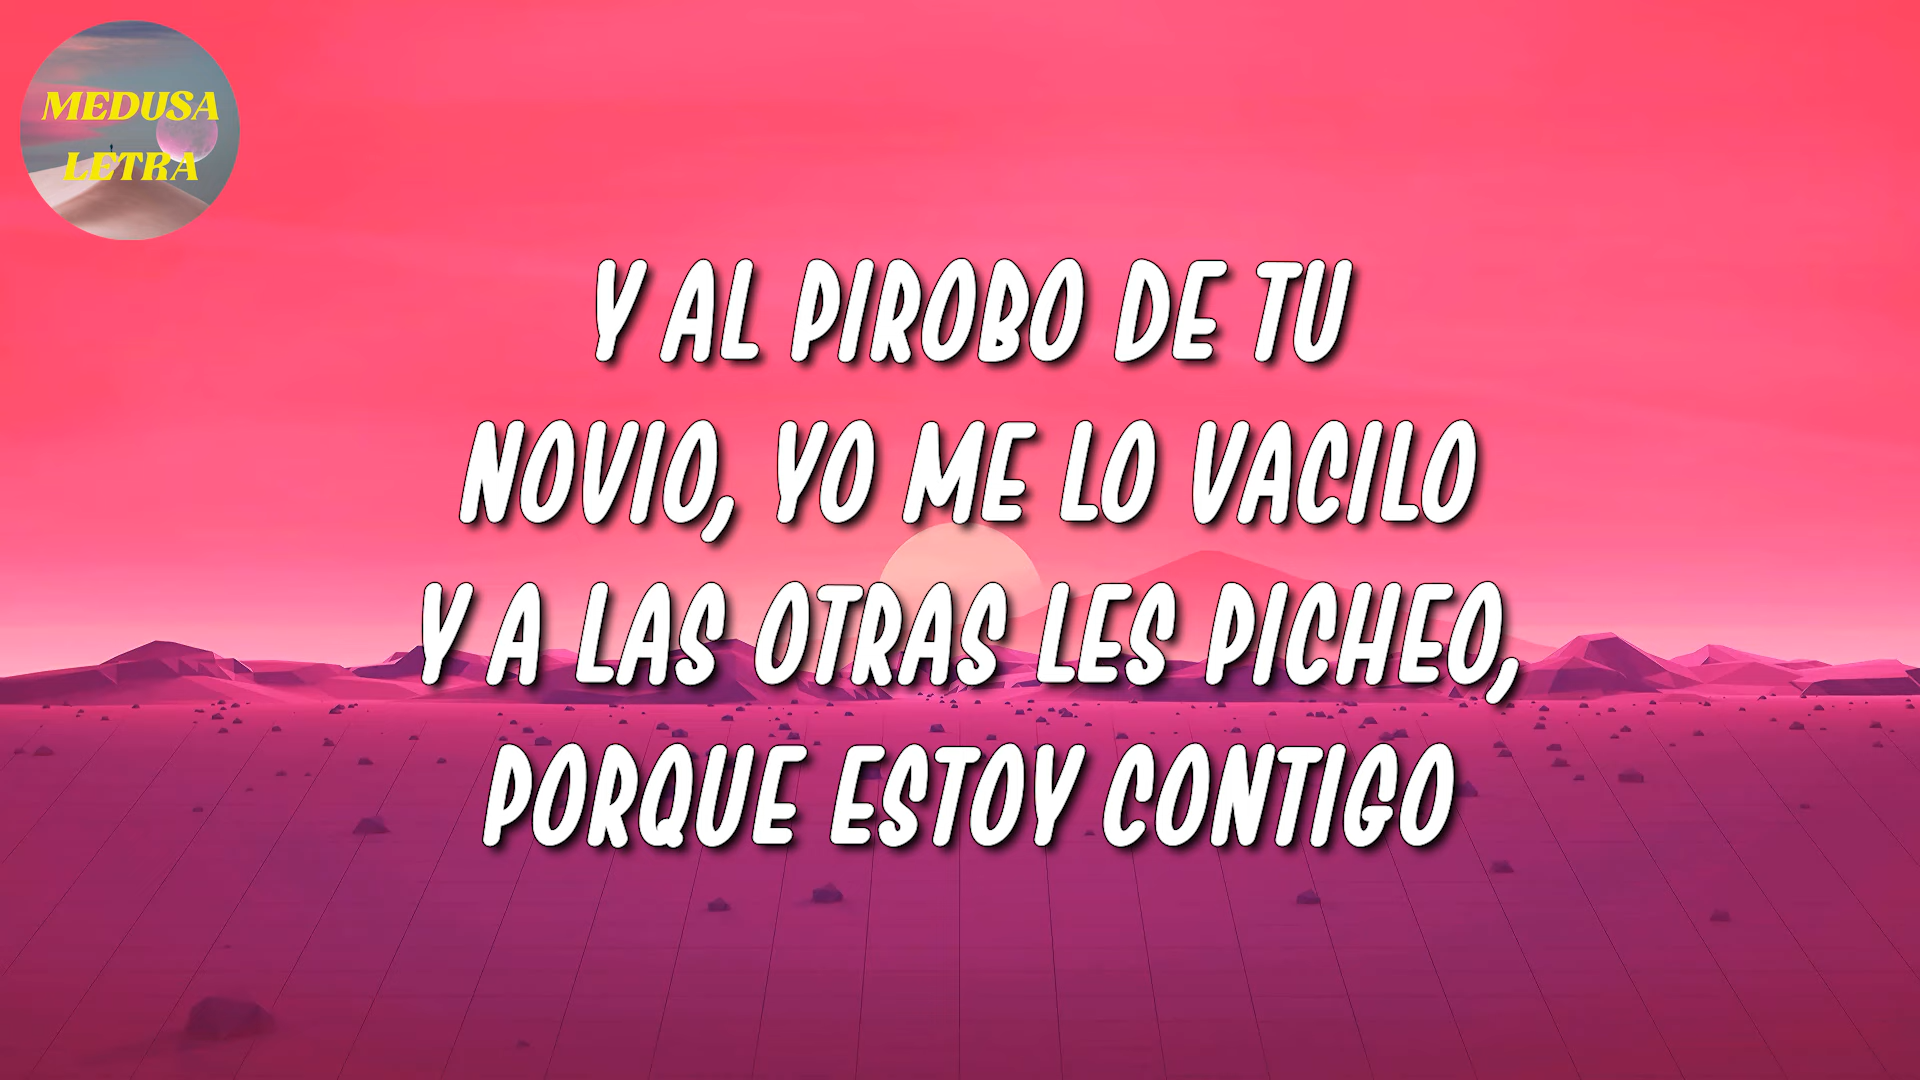 MEDUSA
LETRA
Y AL PIROBO DE TU
NOVIO, YO ME LO VACILO
Y A LAS OTRAS LES PICHEO,
PORQUE ESTOY CONTIGO